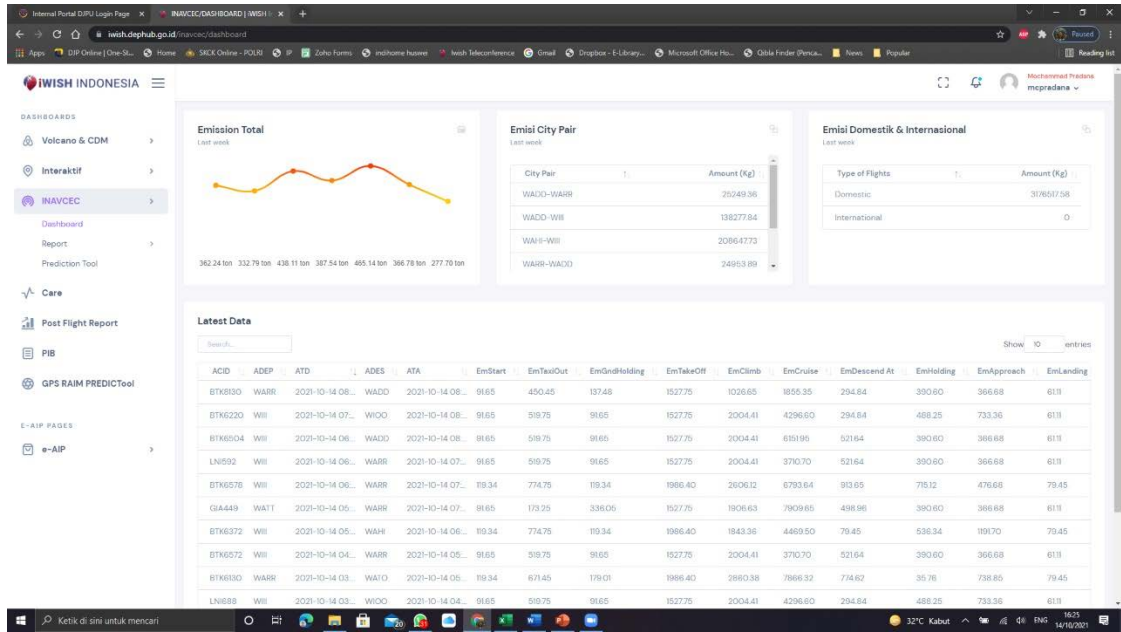 Internal Portal DJPU Login Page
INAVCEC/DASHBOARD | iWISH
iwish.dephub.go.id/inavcec/dashboard
Paused
Apps DJP Online | One-St... Home SKCK Online - POLRI IP Zoho Forms indihome huawei Iwish Teleconference Gmail Dropbox - E-Library... Microsoft Office Ho... Qibla Finder (Penca... News Popular Reading list
iWISH INDONESIA
Mochammad Pradana
mcpradana
DASHBOARDS
Volcano & CDM
Interaktif
INAVCEC
Dashboard
Report
Prediction Tool
Care
Post Flight Report
PIB
GPS RAIM PREDICTool
E-AIP PAGES
e-AIP
Emission Total
Last week
362.24 ton 332.79 ton 438.11 ton 387.54 ton 465.14 ton 366.78 ton 277.70 ton
Emisi City Pair
Last week
City Pair Amount (Kg)
WADD-WARR 25249.36
WADD-WIII 138277.84
WAHI-WIII 208647.73
WARR-WADD 24953.89
Emisi Domestik & Internasional
Last week
Type of Flights Amount (Kg)
Domestic 3176517.58
International 0
Latest Data
Search...
Show 10 entries
ACID ADEP ATD ADES ATA EmStart EmTaxiOut EmGndHolding EmTakeOff EmClimb EmCruise EmDescend At EmHolding EmApproach EmLanding
BTK8130 WARR 2021-10-14 08... WADD 2021-10-14 08... 91.65 450.45 137.48 1527.75 1026.65 1855.35 294.84 390.60 366.68 61.11
BTK6220 WIII 2021-10-14 07... WIOO 2021-10-14 08... 91.65 519.75 91.65 1527.75 2004.41 4296.60 294.84 488.25 733.36 61.11
BTK6504 WIII 2021-10-14 06... WADD 2021-10-14 08... 91.65 519.75 91.65 1527.75 2004.41 6151.95 521.64 390.60 366.68 61.11
LNI592 WIII 2021-10-14 06... WARR 2021-10-14 07... 91.65 519.75 91.65 1527.75 2004.41 3710.70 521.64 390.60 366.68 61.11
BTK6578 WIII 2021-10-14 06... WARR 2021-10-14 07... 119.34 774.75 119.34 1986.40 2606.12 6793.64 913.65 715.12 476.68 79.45
GIA449 WATT 2021-10-14 05... WARR 2021-10-14 07... 91.65 173.25 336.05 1527.75 1906.63 7909.65 498.96 390.60 366.68 61.11
BTK6372 WIII 2021-10-14 05... WAHI 2021-10-14 06... 119.34 774.75 119.34 1986.40 1843.36 4469.50 79.45 536.34 1191.70 79.45
BTK6572 WIII 2021-10-14 04... WARR 2021-10-14 05... 91.65 519.75 91.65 1527.75 2004.41 3710.70 521.64 390.60 366.68 61.11
BTK6130 WARR 2021-10-14 03... WATO 2021-10-14 05... 119.34 671.45 179.01 1986.40 2860.38 7866.32 774.62 35.76 738.85 79.45
LNI688 WIII 2021-10-14 03... WIOO 2021-10-14 04... 91.65 519.75 91.65 1527.75 2004.41 4296.60 294.84 488.25 733.36 61.11
Ketik di sini untuk mencari
32°C Kabut
ENG
16:25
14/10/2021